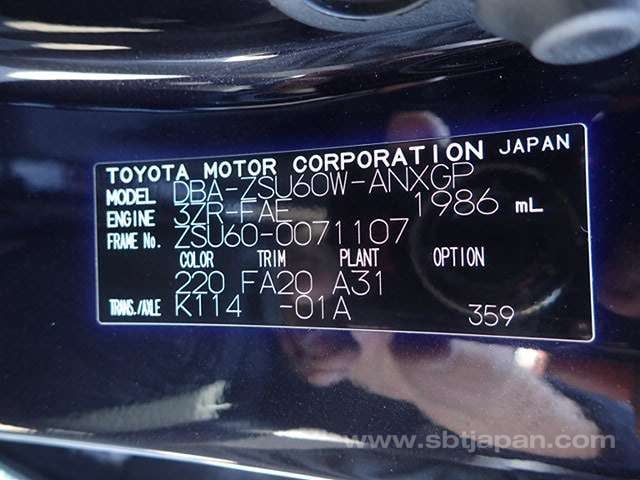 TOYOTA MOTOR CORPORATION JAPAN
MODEL DBA-ZSU60W-ANXGP
ENGINE 3ZR-FAE 1986 mL
FRAME No. ZSU60-0071107
COLOR TRIM PLANT OPTION
220 FA20 A31
TRANS./AXLE K114 -01A 359
www.sbtjapan.com